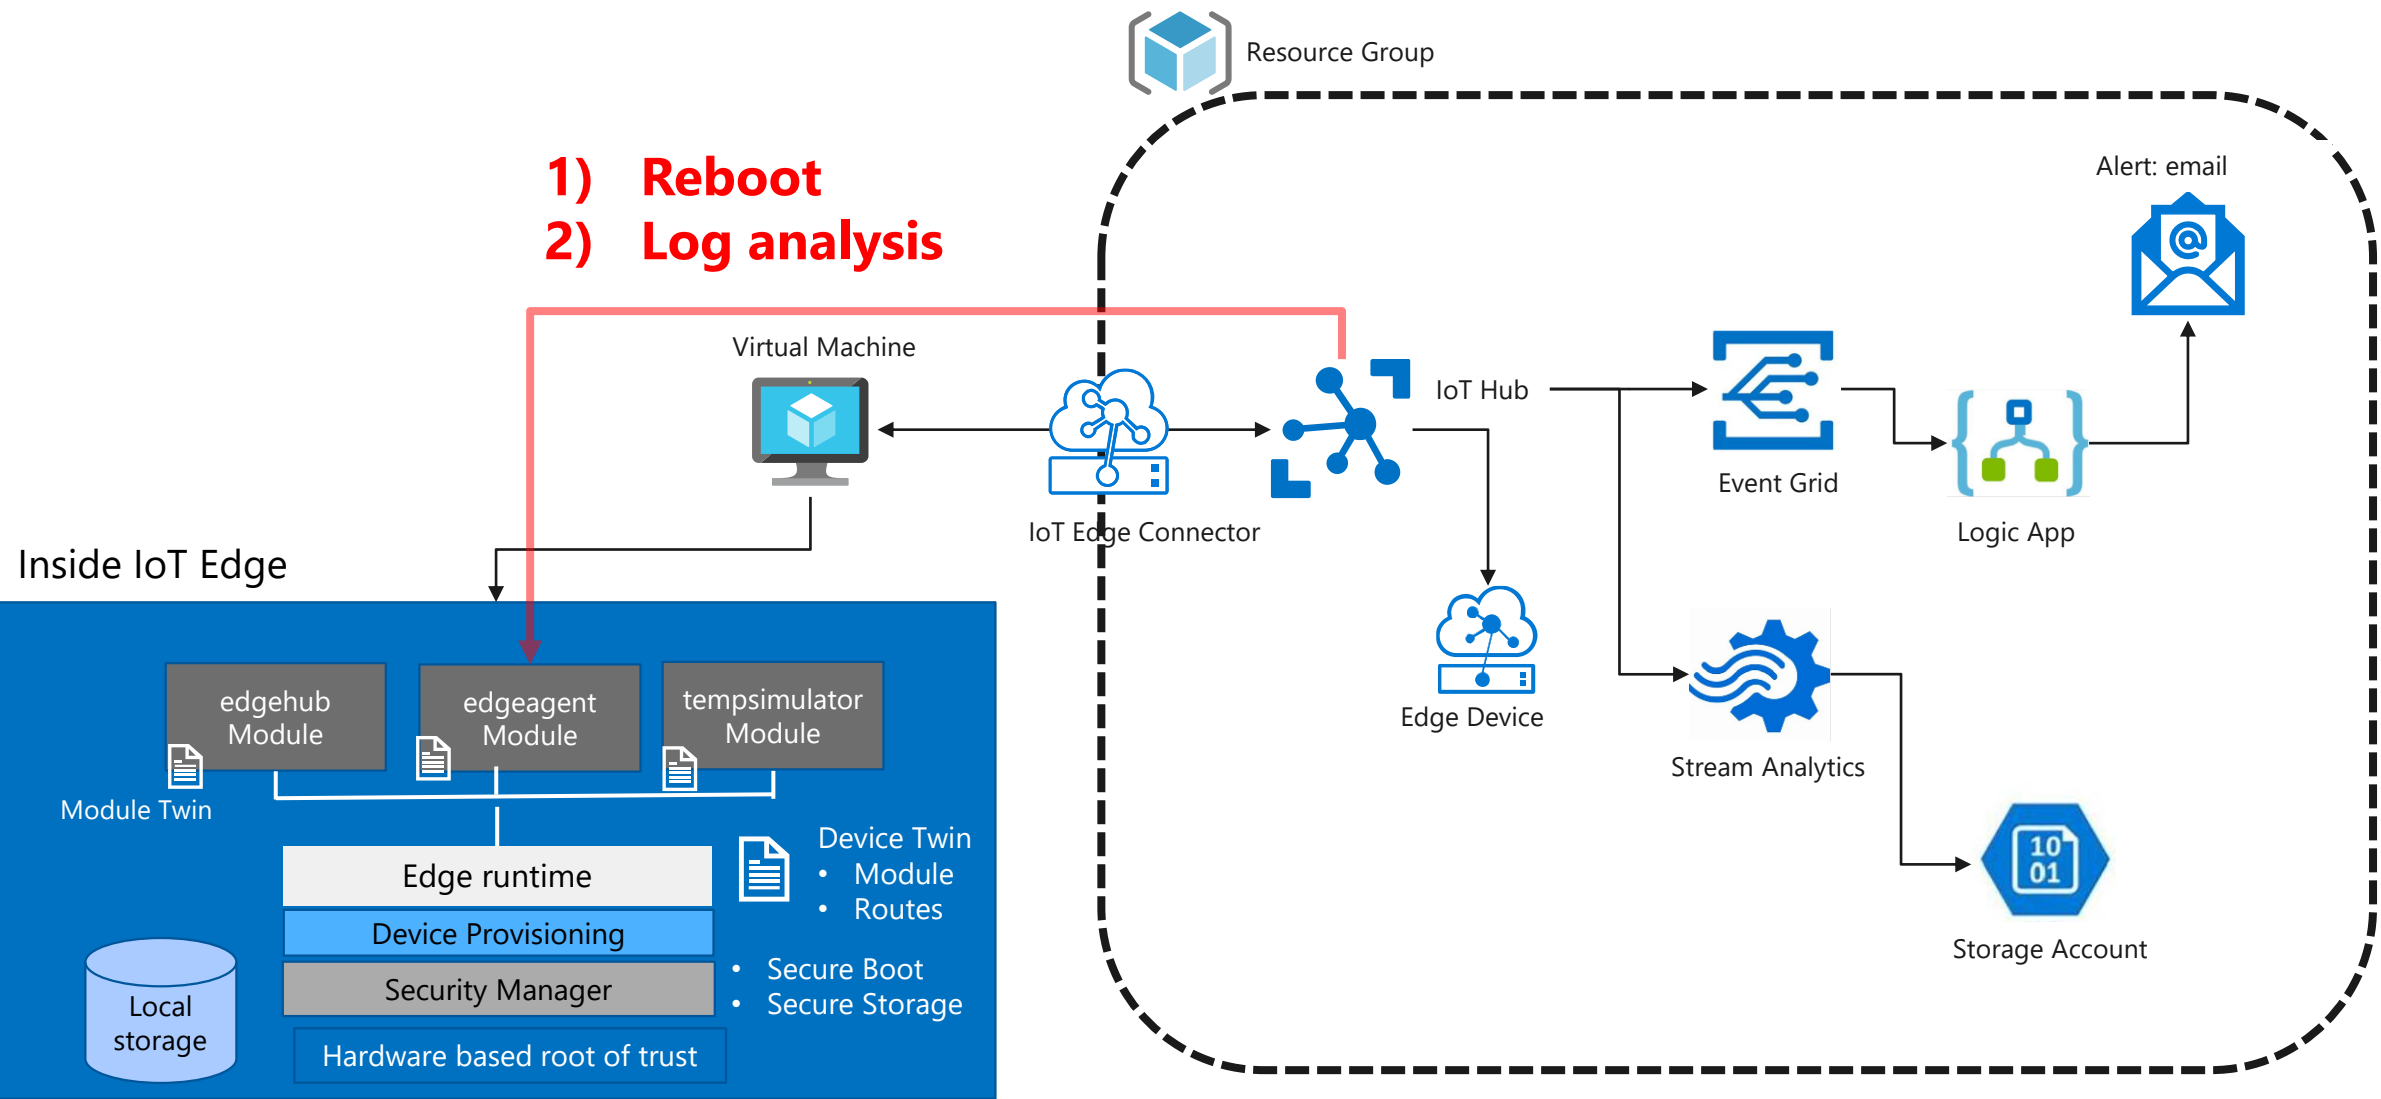 Resource Group
Alert: email
1) Reboot
2) Log analysis
Virtual Machine
IoT Hub
Event Grid
IoT Edge Connector
Logic App
Inside IoT Edge
edgehub
Module
edgeagent
Module
tempsimulator
Module
Module Twin
Edge Device
Stream Analytics
10
01
Storage Account
Device Twin
• Module
• Routes
Edge runtime
Device Provisioning
Security Manager
• Secure Boot
• Secure Storage
Local
storage
Hardware based root of trust